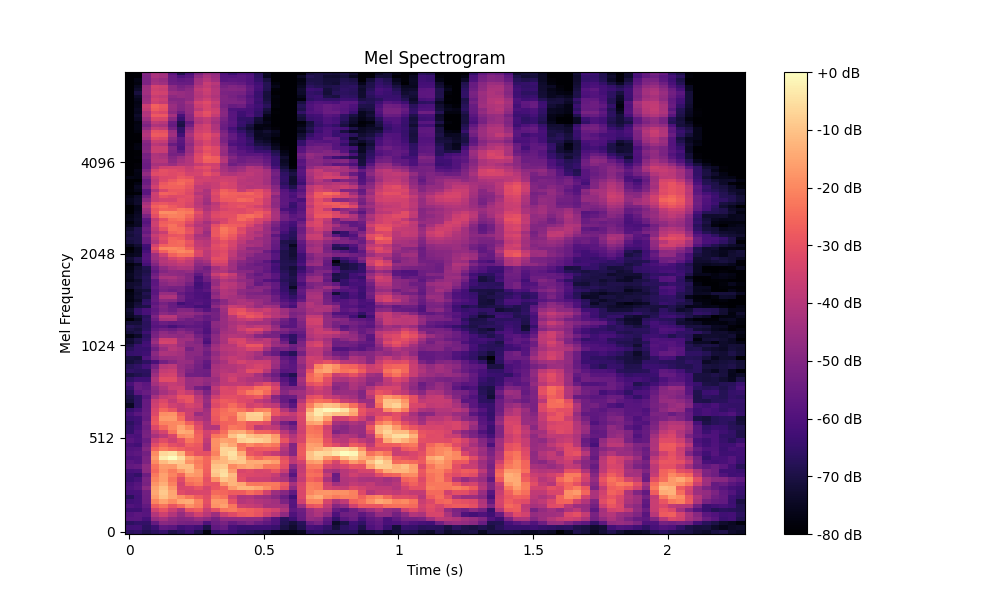 Mel Spectrogram
+0 dB
-10 dB
-20 dB
-30 dB
-40 dB
-50 dB
-60 dB
-70 dB
-80 dB
Mel Frequency
4096
2048
1024
512
0
0
0.5
1
1.5
2
Time (s)